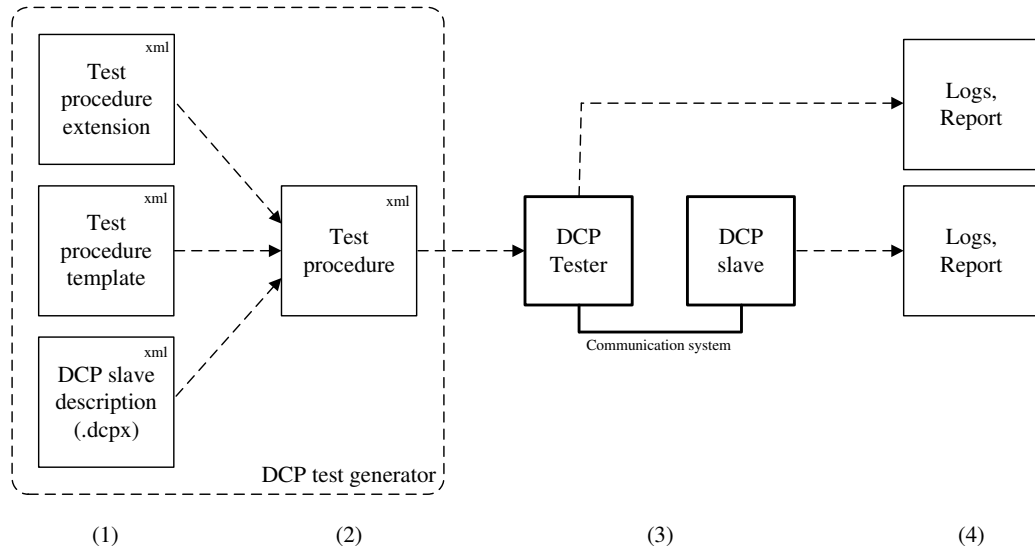 xml
Test
procedure
extension
xml
Test
procedure
template
xml
DCP slave
description
(.dcpx)
xml
Test
procedure
DCP test generator
DCP
Tester
DCP
slave
Communication system
Logs,
Report
Logs,
Report
(1)
(2)
(3)
(4)